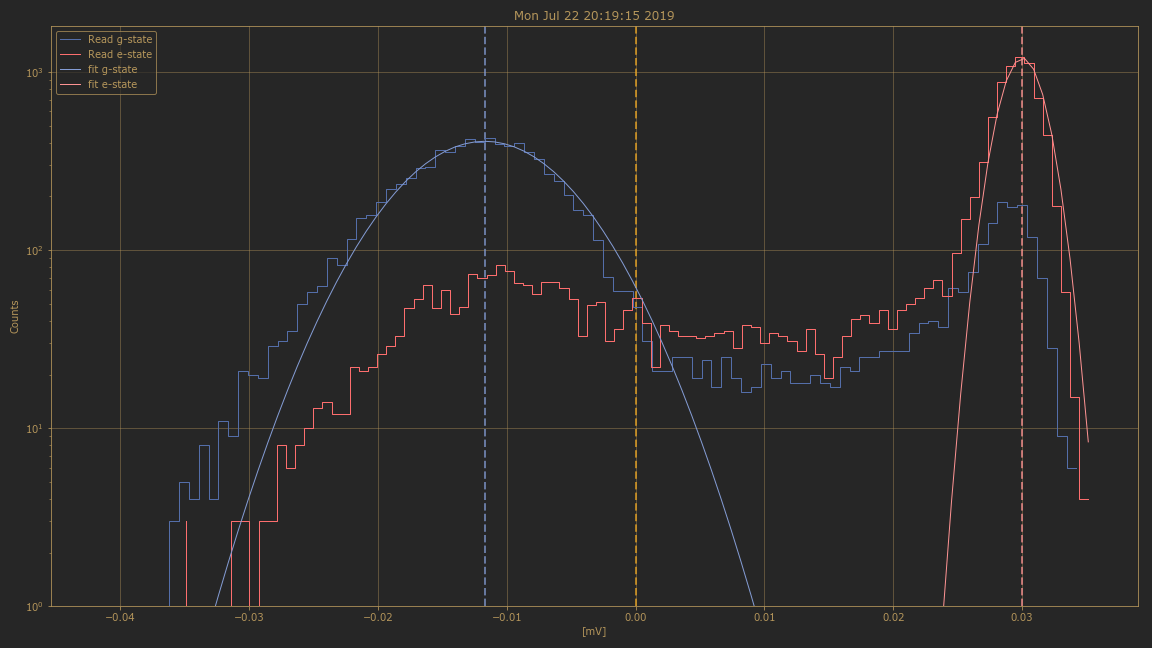 Mon Jul 22 20:19:15 2019
Read g-state
Read e-state
fit g-state
fit e-state
Counts
10³
10²
10¹
10⁰
−0.04 −0.03 −0.02 −0.01 0.00 0.01 0.02 0.03
[mV]